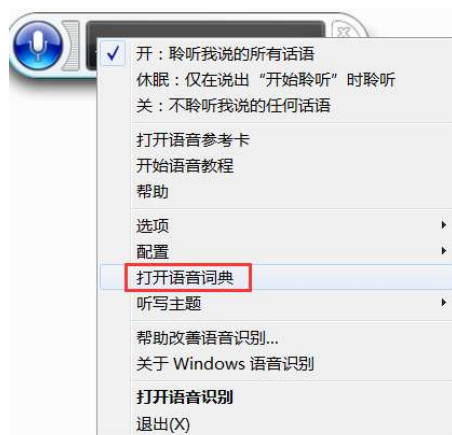 开：聆听我说的所有话语
休眠：仅在说出“开始聆听”时聆听
关：不聆听我说的任何话语
打开语音参考卡
开始语音教程
帮助
选项
配置
打开语音词典
听写主题
帮助改善语音识别...
关于 Windows 语音识别
打开语音识别
退出(X)